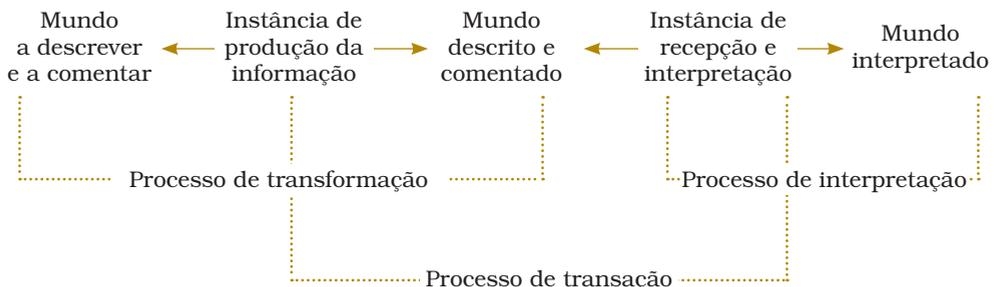 Mundo
a descrever
e a comentar
Instância de
produção da
informação
Mundo
descrito e
comentado
Instância de
recepção e
interpretação
Mundo
interpretado
Processo de transformação
Processo de interpretação
Processo de transacão